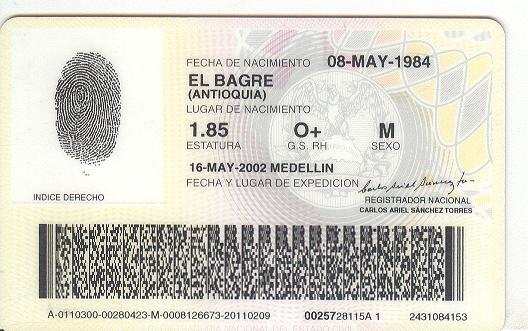 FECHA DE NACIMIENTO 08-MAY-1984
EL BAGRE
(ANTIOQUIA)
LUGAR DE NACIMIENTO
1.85 O+ M
ESTATURA G.S. RH SEXO
16-MAY-2002 MEDELLIN
FECHA Y LUGAR DE EXPEDICION
INDICE DERECHO
REGISTRADOR NACIONAL
CARLOS ARIEL SÁNCHEZ TORRES
A-0110300-00280423-M-0008126673-20110209 0025728115A 1 2431084153